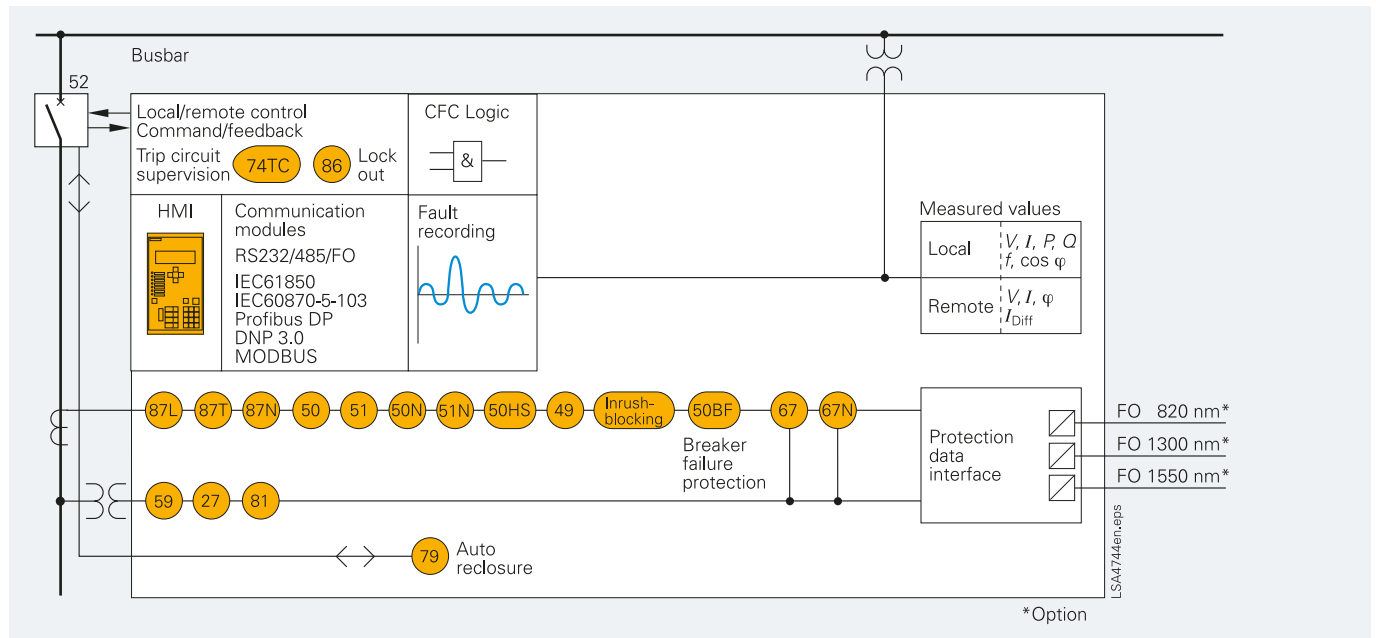 Busbar
52
Local/remote control
Command/feedback
Trip circuit
supervision
74TC
86
Lock
out
CFC Logic
&
HMI
Communication
modules
RS232/485/FO
IEC61850
IEC60870-5-103
Profibus DP
DNP 3.0
MODBUS
Fault
recording
Measured values
Local
V, I, P, Q
f, cos φ
Remote
V, I, φ
IDiff
87L
87T
87N
50
51
50N
51N
50HS
49
Inrush-
blocking
50BF
67
67N
Breaker
failure
protection
Protection
data
interface
FO 820 nm*
FO 1300 nm*
FO 1550 nm*
59
27
81
79
Auto
reclosure
LSA4744en.eps
*Option